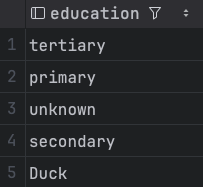 education
1 tertiary
2 primary
3 unknown
4 secondary
5 Duck